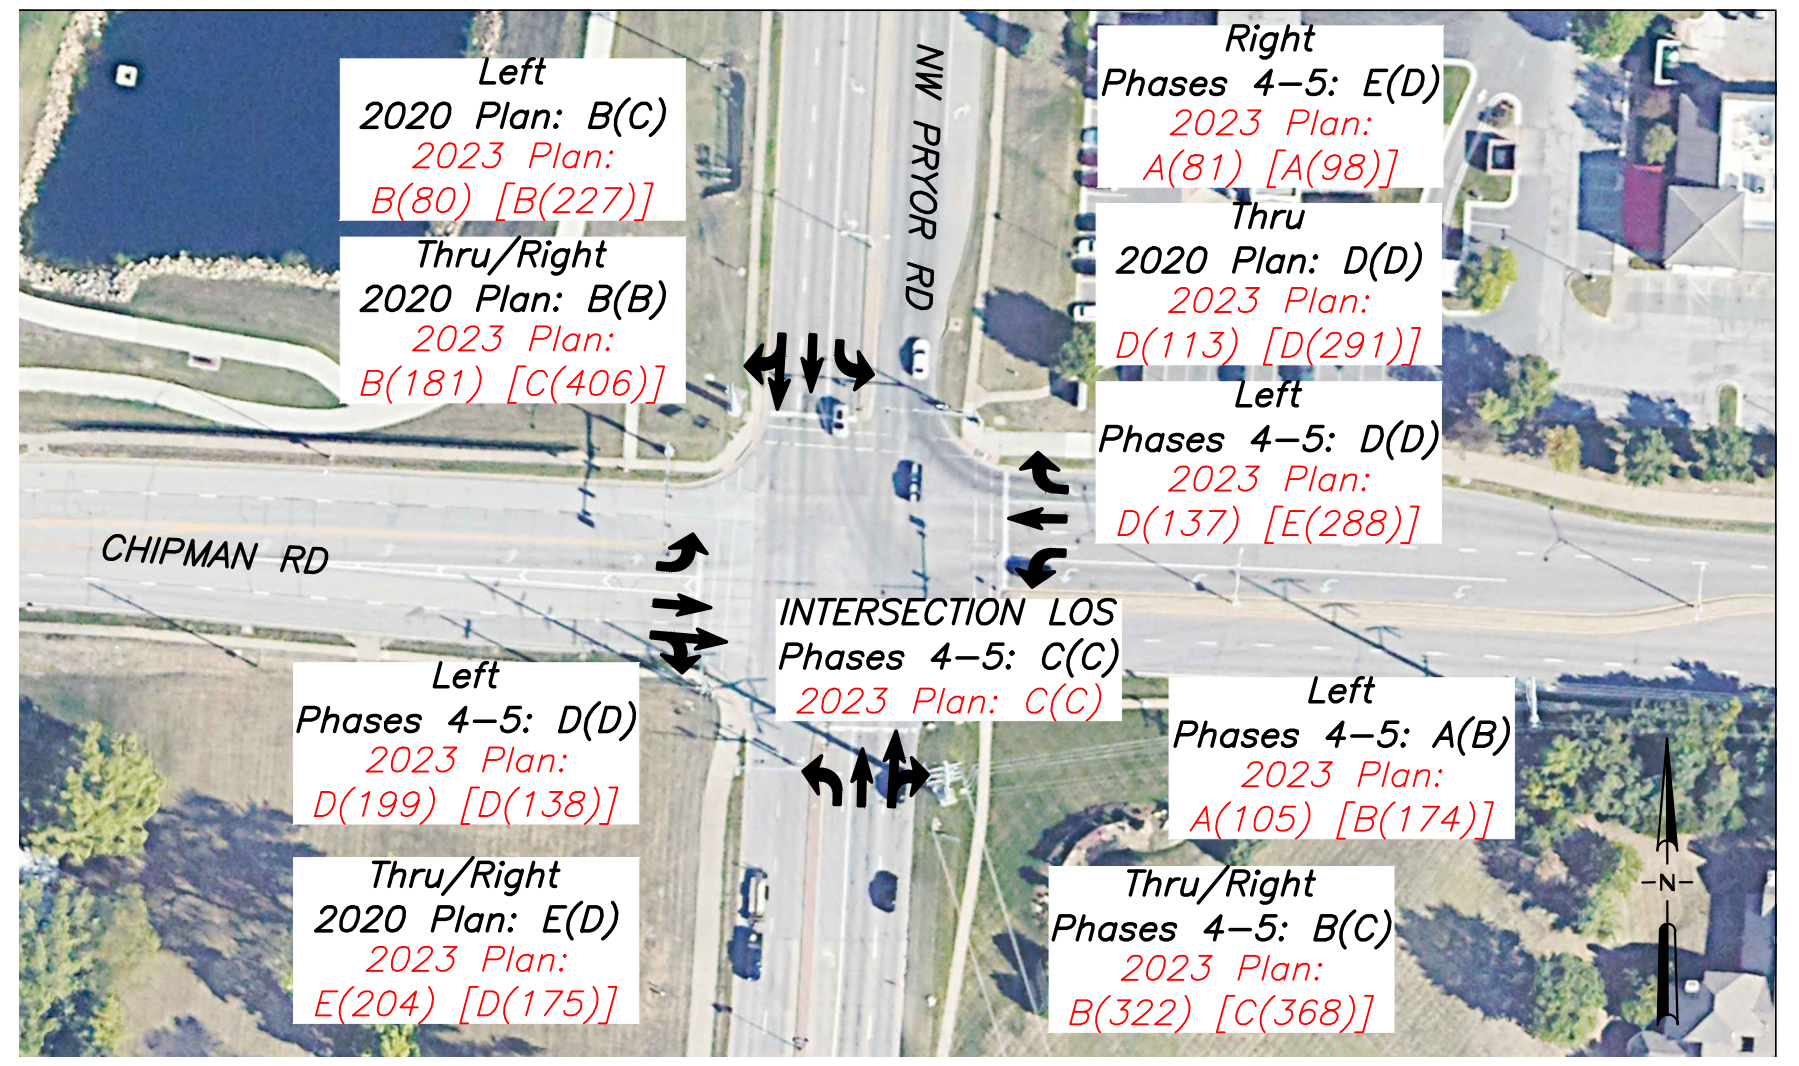 Left
2020 Plan: B(C)
2023 Plan:
B(80) [B(227)]
Thru/Right
2020 Plan: B(B)
2023 Plan:
B(181) [C(406)]
NW PRYOR RD
Right
Phases 4-5: E(D)
2023 Plan:
A(81) [A(98)]
Thru
2020 Plan: D(D)
2023 Plan:
D(113) [D(291)]
Left
Phases 4-5: D(D)
2023 Plan:
D(137) [E(288)]
CHIPMAN RD
INTERSECTION LOS
Phases 4-5: C(C)
2023 Plan: C(C)
Left
Phases 4-5: D(D)
2023 Plan:
D(199) [D(138)]
Thru/Right
2020 Plan: E(D)
2023 Plan:
E(204) [D(175)]
Left
Phases 4-5: A(B)
2023 Plan:
A(105) [B(174)]
Thru/Right
Phases 4-5: B(C)
2023 Plan:
B(322) [C(368)]
N